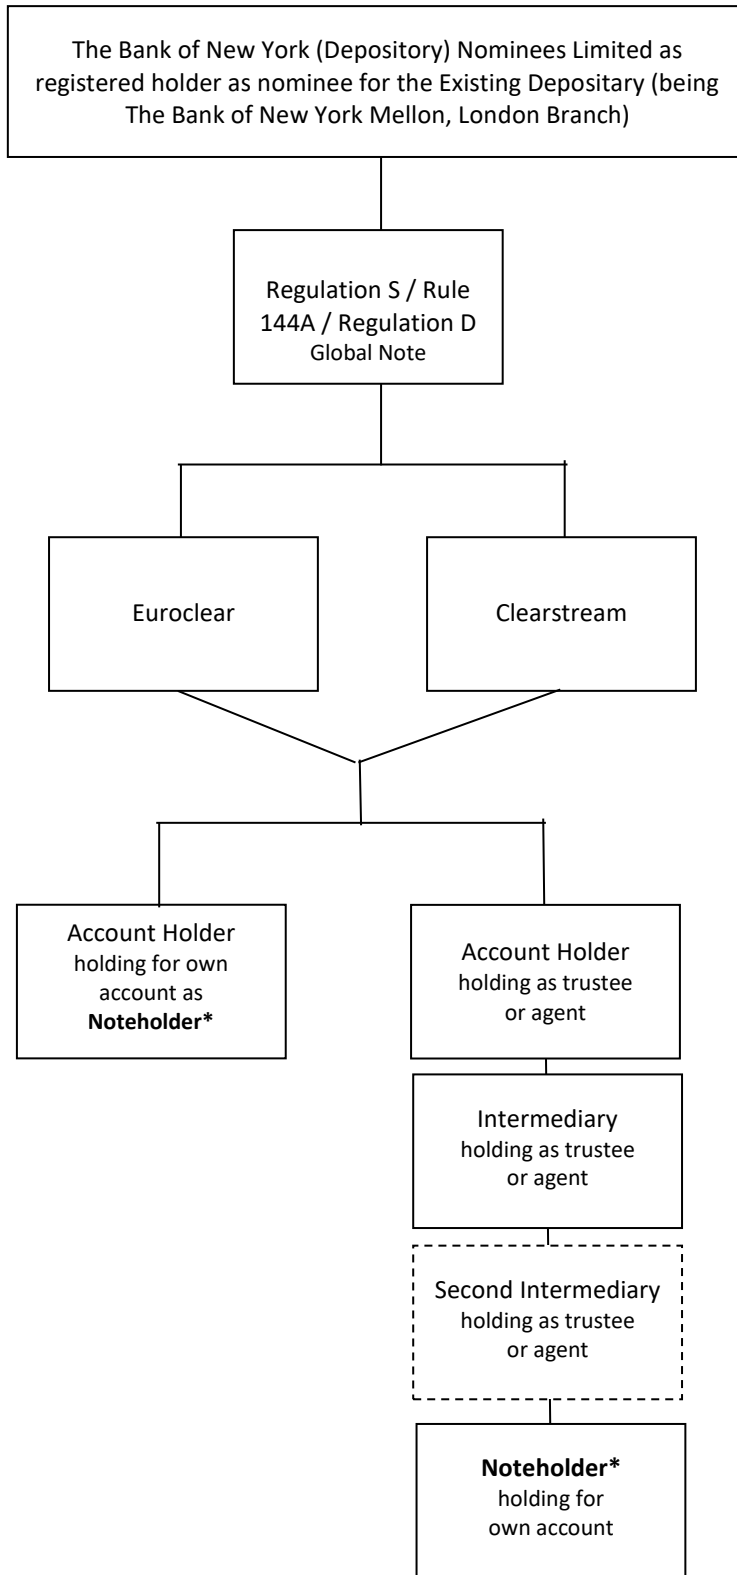 The Bank of New York (Depository) Nominees Limited as
registered holder as nominee for the Existing Depositary (being
The Bank of New York Mellon, London Branch)
Regulation S / Rule
144A / Regulation D
Global Note
Euroclear
Clearstream
Account Holder
holding for own
account as
Noteholder*
Account Holder
holding as trustee
or agent
Intermediary
holding as trustee
or agent
Second Intermediary
holding as trustee
or agent
Noteholder*
holding for
own account